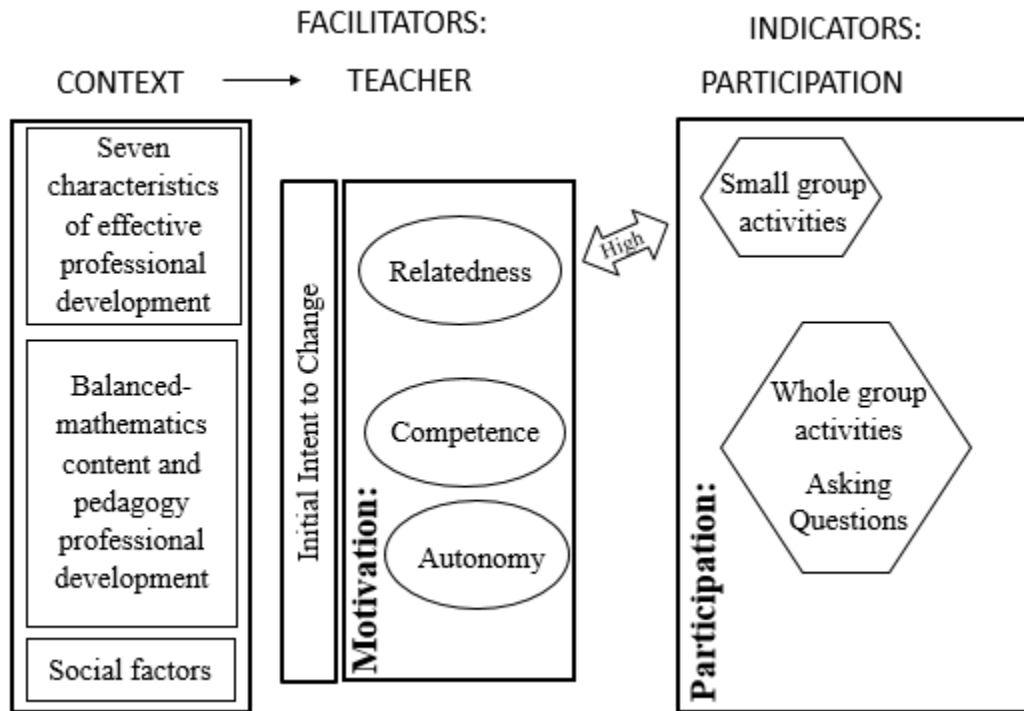 FACILITATORS:
INDICATORS:
CONTEXT
TEACHER
PARTICIPATION
Seven
characteristics
of effective
professional
development
Balanced-
mathematics
content and
pedagogy
professional
development
Social factors
Initial Intent to Change
Motivation:
Relatedness
Competence
Autonomy
High
Participation:
Small group
activities
Whole group
activities
Asking
Questions